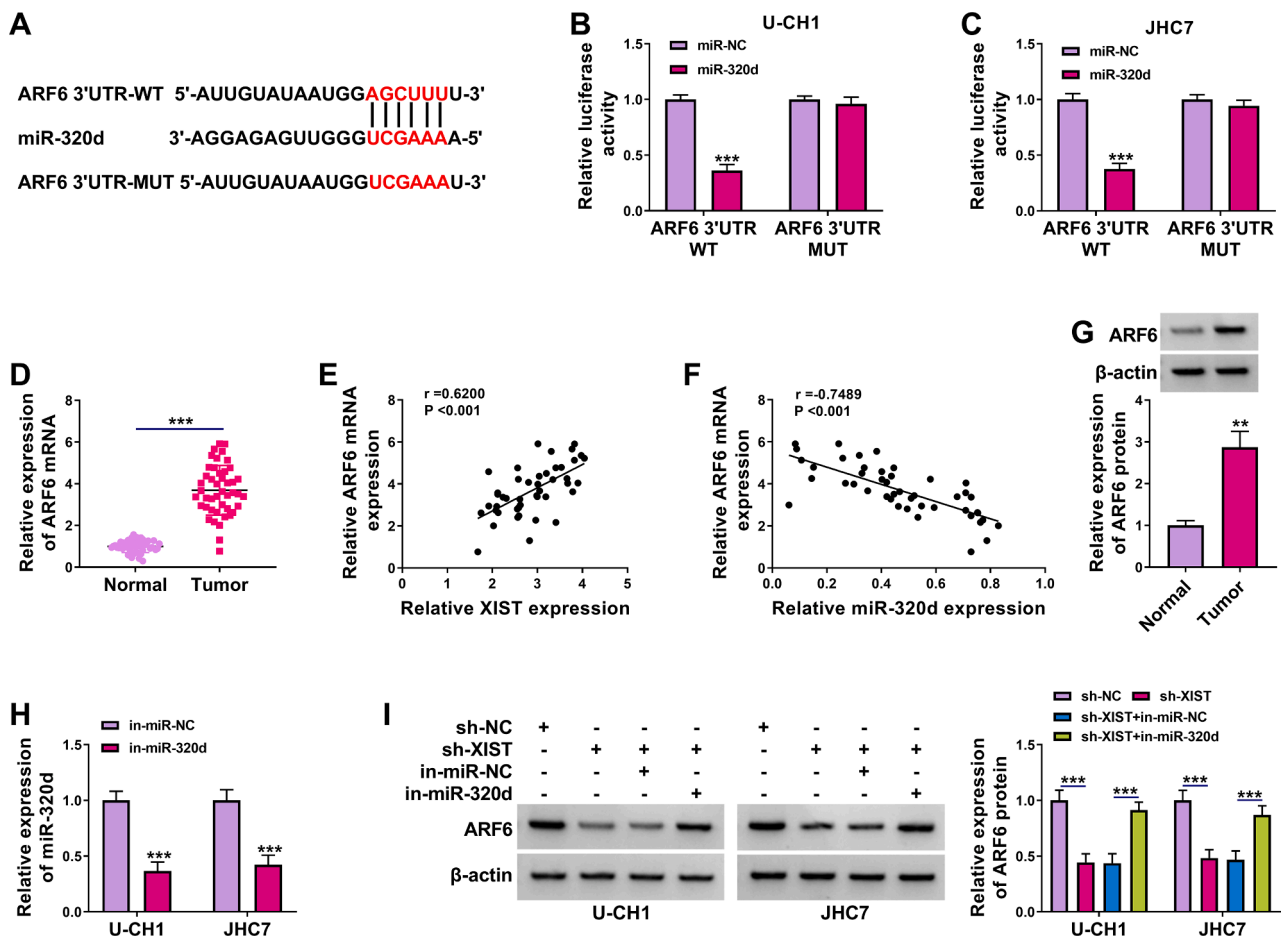 A
ARF6 3'UTR-WT 5'-AUUGUAUAAUGGAGCUUUU-3'
miR-320d 3'-AGGAGAGUUGGGUCGAAAA-5'
ARF6 3'UTR-MUT 5'-AUUGUAUAAUGGUCGAAAU-3'
B
U-CH1
miR-NC
miR-320d
Relative luciferase
activity
1.5
1.0
0.5
0.0
***
ARF6 3'UTR
WT
ARF6 3'UTR
MUT
C
JHC7
miR-NC
miR-320d
Relative luciferase
activity
1.5
1.0
0.5
0.0
***
ARF6 3'UTR
WT
ARF6 3'UTR
MUT
D
Relative expression
of ARF6 mRNA
8
6
4
2
0
***
Normal
Tumor
E
r =0.6200
P <0.001
Relative ARF6 mRNA
expression
8
6
4
2
0
0 1 2 3 4 5
Relative XIST expression
F
r =-0.7489
P <0.001
Relative ARF6 mRNA
expression
8
6
4
2
0
0.0 0.2 0.4 0.6 0.8 1.0
Relative miR-320d expression
G
ARF6
β-actin
Relative expression
of ARF6 protein
4
3
2
1
0
**
Normal
Tumor
H
in-miR-NC
in-miR-320d
Relative expression
of miR-320d
1.5
1.0
0.5
0.0
***
***
U-CH1
JHC7
I
sh-NC + - - - + - - -
sh-XIST - + + + - + + +
in-miR-NC - - + - - - + -
in-miR-320d - - - + - - - +
ARF6
β-actin
U-CH1
JHC7
sh-NC
sh-XIST
sh-XIST+in-miR-NC
sh-XIST+in-miR-320d
Relative expression
of ARF6 protein
1.5
1.0
0.5
0.0
***
***
***
***
U-CH1
JHC7